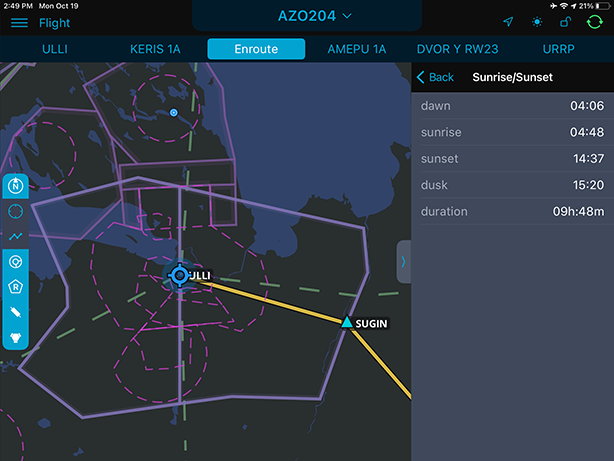 2:49 PM Mon Oct 19 21%
Flight AZO204
ULLI KERIS 1A Enroute AMEPU 1A DVOR Y RW23 URRP
Back Sunrise/Sunset
dawn 04:06
sunrise 04:48
sunset 14:37
dusk 15:20
duration 09h:48m
N
R
ULLI
SUGIN